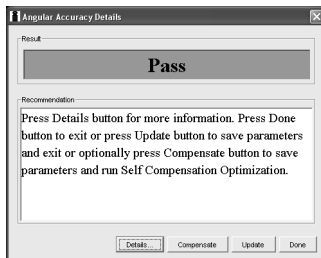 Angular Accuracy Details
Result
Pass
Recommendation
Press Details button for more information. Press Done
button to exit or press Update button to save parameters
and exit or optionally press Compensate button to save
parameters and run Self Compensation Optimization.
Details... Compensate Update Done